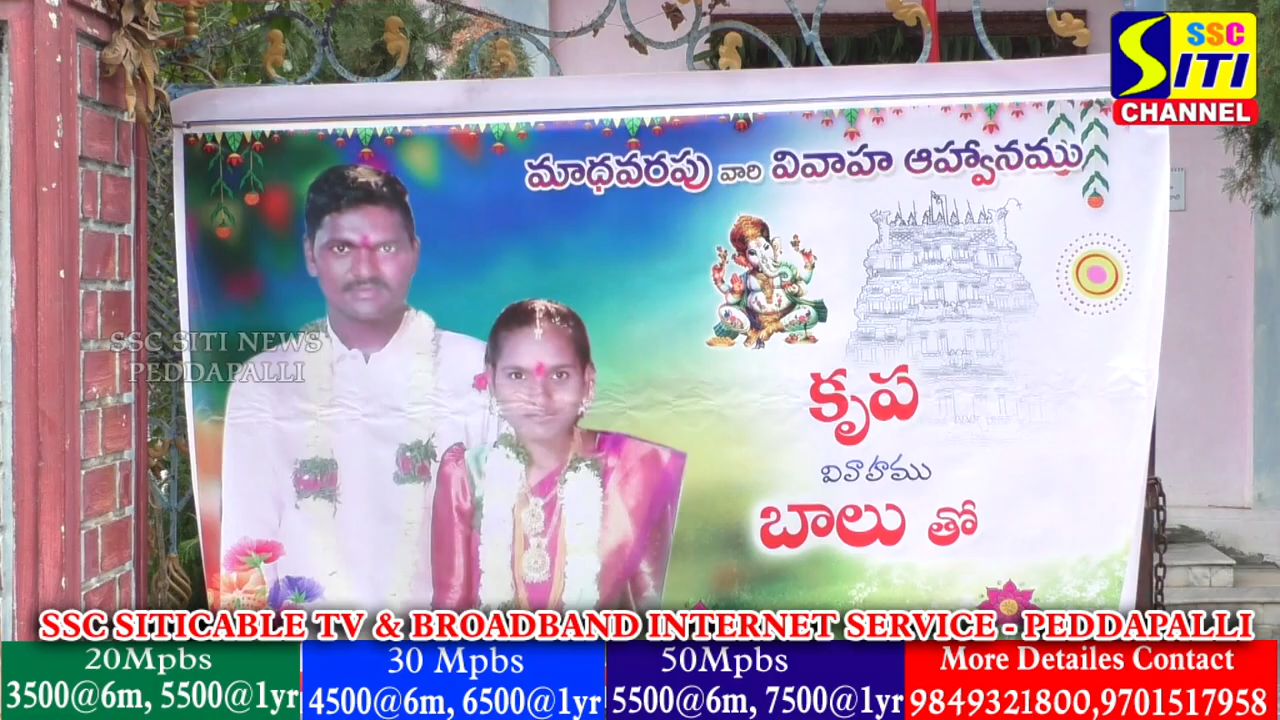 SSC
SITI
CHANNEL
మాధవరపు వారి వివాహ ఆహ్వానము
SSC SITI NEWS
PEDDAPALLI
కృప
వివాహము
బాలు తో
SSC SITICABLE TV & BROADBAND INTERNET SERVICE - PEDDAPALLI
20Mpbs
3500@6m, 5500@1yr
30 Mpbs
4500@6m, 6500@1yr
50Mpbs
5500@6m, 7500@1yr
More Detailes Contact
9849321800,9701517958